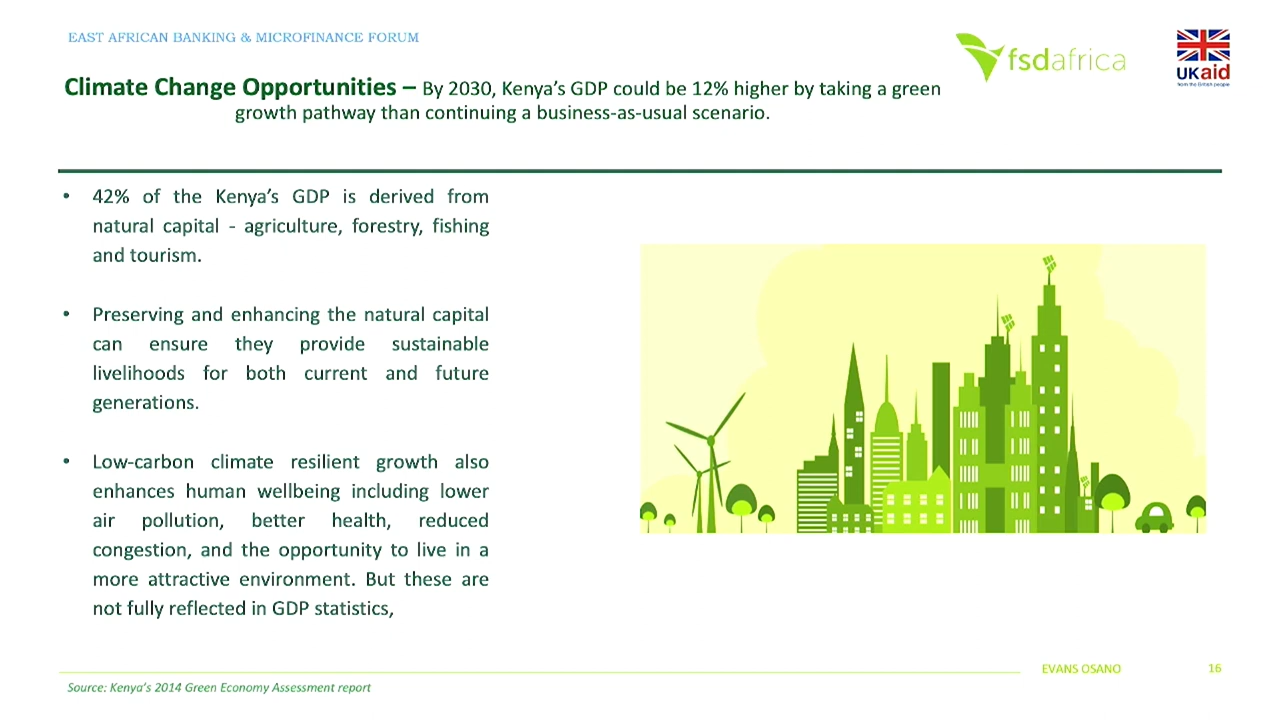 EAST AFRICAN BANKING & MICROFINANCE FORUM
fsdafrica
UKaid
from the British people
Climate Change Opportunities – By 2030, Kenya’s GDP could be 12% higher by taking a green
growth pathway than continuing a business-as-usual scenario.
• 42% of the Kenya’s GDP is derived from
natural capital - agriculture, forestry, fishing
and tourism.
• Preserving and enhancing the natural capital
can ensure they provide sustainable
livelihoods for both current and future
generations.
• Low-carbon climate resilient growth also
enhances human wellbeing including lower
air pollution, better health, reduced
congestion, and the opportunity to live in a
more attractive environment. But these are
not fully reflected in GDP statistics,
EVANS OSANO
16
Source: Kenya’s 2014 Green Economy Assessment report